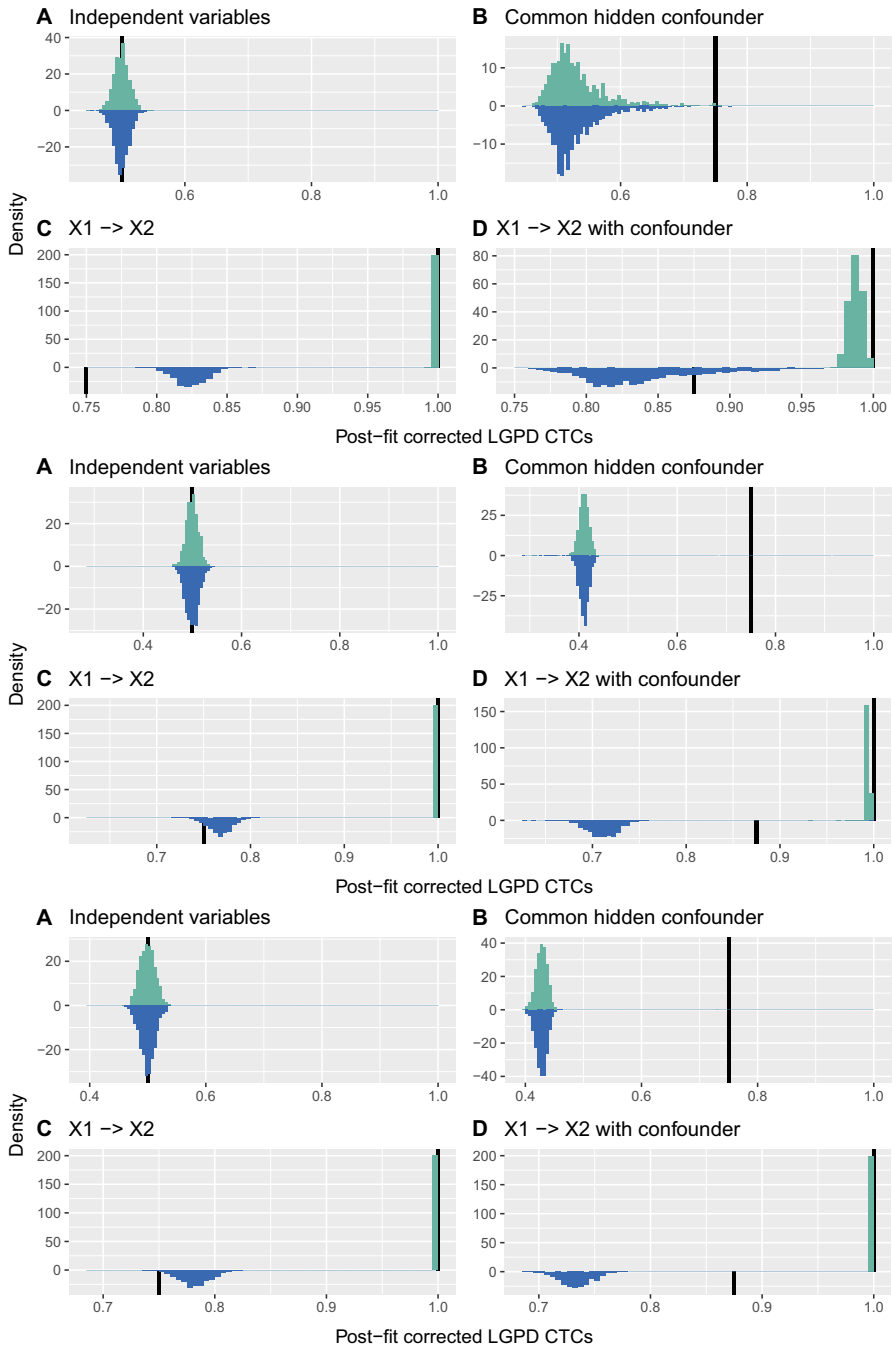 A Independent variables
B Common hidden confounder
40
20
0
−20
0.6 0.8 1.0
10
0
−10
0.6 0.8 1.0
Density
C X1 −> X2
D X1 −> X2 with confounder
200
150
100
50
0
0.75 0.80 0.85 0.90 0.95 1.00
80
60
40
20
0
0.75 0.80 0.85 0.90 0.95 1.00
Post−fit corrected LGPD CTCs
A Independent variables
B Common hidden confounder
20
0
−20
0.4 0.6 0.8 1.0
25
0
−25
0.4 0.6 0.8 1.0
Density
C X1 −> X2
D X1 −> X2 with confounder
200
150
100
50
0
0.7 0.8 0.9 1.0
150
100
50
0
0.7 0.8 0.9 1.0
Post−fit corrected LGPD CTCs
A Independent variables
B Common hidden confounder
20
0
−20
0.4 0.6 0.8 1.0
40
20
0
−20
−40
0.4 0.6 0.8 1.0
Density
C X1 −> X2
D X1 −> X2 with confounder
200
150
100
50
0
0.7 0.8 0.9 1.0
200
150
100
50
0
0.7 0.8 0.9 1.0
Post−fit corrected LGPD CTCs